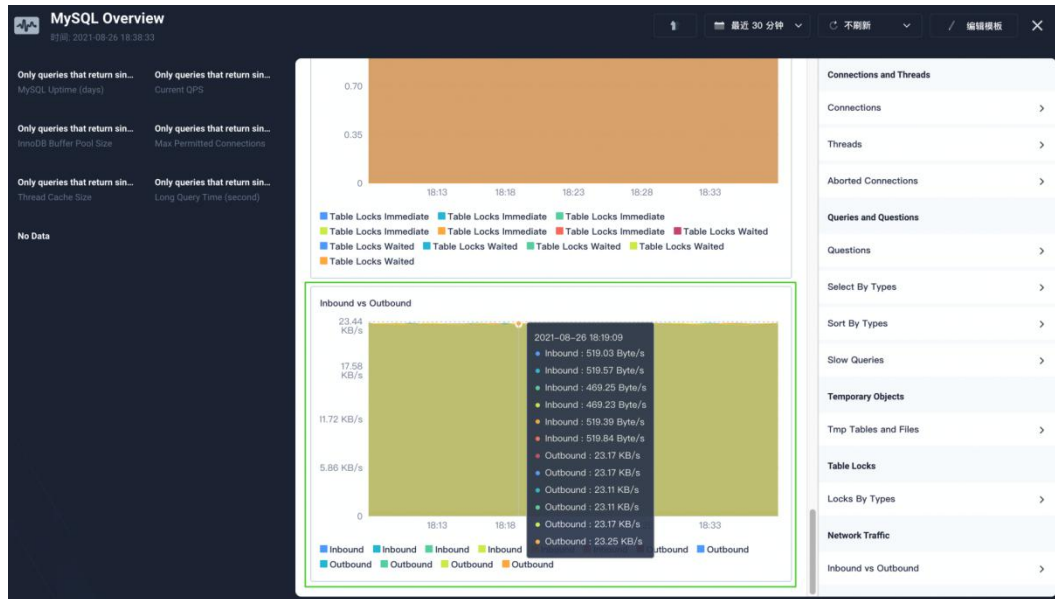 MySQL Overview
时间: 2021-08-26 18:38:33
最近 30 分钟
不刷新
编辑模板
Only queries that return sin...
MySQL Uptime (days)
Only queries that return sin...
Current QPS
Only queries that return sin...
InnoDB Buffer Pool Size
Only queries that return sin...
Max Permitted Connections
Only queries that return sin...
Thread Cache Size
Only queries that return sin...
Long Query Time (second)
No Data
0.70
0.35
0
18:13 18:18 18:23 18:28 18:33
Table Locks Immediate Table Locks Immediate Table Locks Immediate
Table Locks Immediate Table Locks Immediate Table Locks Immediate Table Locks Waited
Table Locks Waited Table Locks Waited Table Locks Waited Table Locks Waited
Table Locks Waited
Inbound vs Outbound
23.44
KB/s
17.58
KB/s
11.72 KB/s
5.86 KB/s
0
18:13 18:18 18:33
2021-08-26 18:19:09
Inbound : 519.03 Byte/s
Inbound : 519.57 Byte/s
Inbound : 469.25 Byte/s
Inbound : 469.23 Byte/s
Inbound : 519.39 Byte/s
Inbound : 519.84 Byte/s
Outbound : 23.17 KB/s
Outbound : 23.17 KB/s
Outbound : 23.11 KB/s
Outbound : 23.11 KB/s
Outbound : 23.17 KB/s
Outbound : 23.25 KB/s
Inbound Inbound Inbound Inbound Outbound Outbound
Outbound Outbound Outbound Outbound
Connections and Threads
Connections
Threads
Aborted Connections
Queries and Questions
Questions
Select By Types
Sort By Types
Slow Queries
Temporary Objects
Tmp Tables and Files
Table Locks
Locks By Types
Network Traffic
Inbound vs Outbound